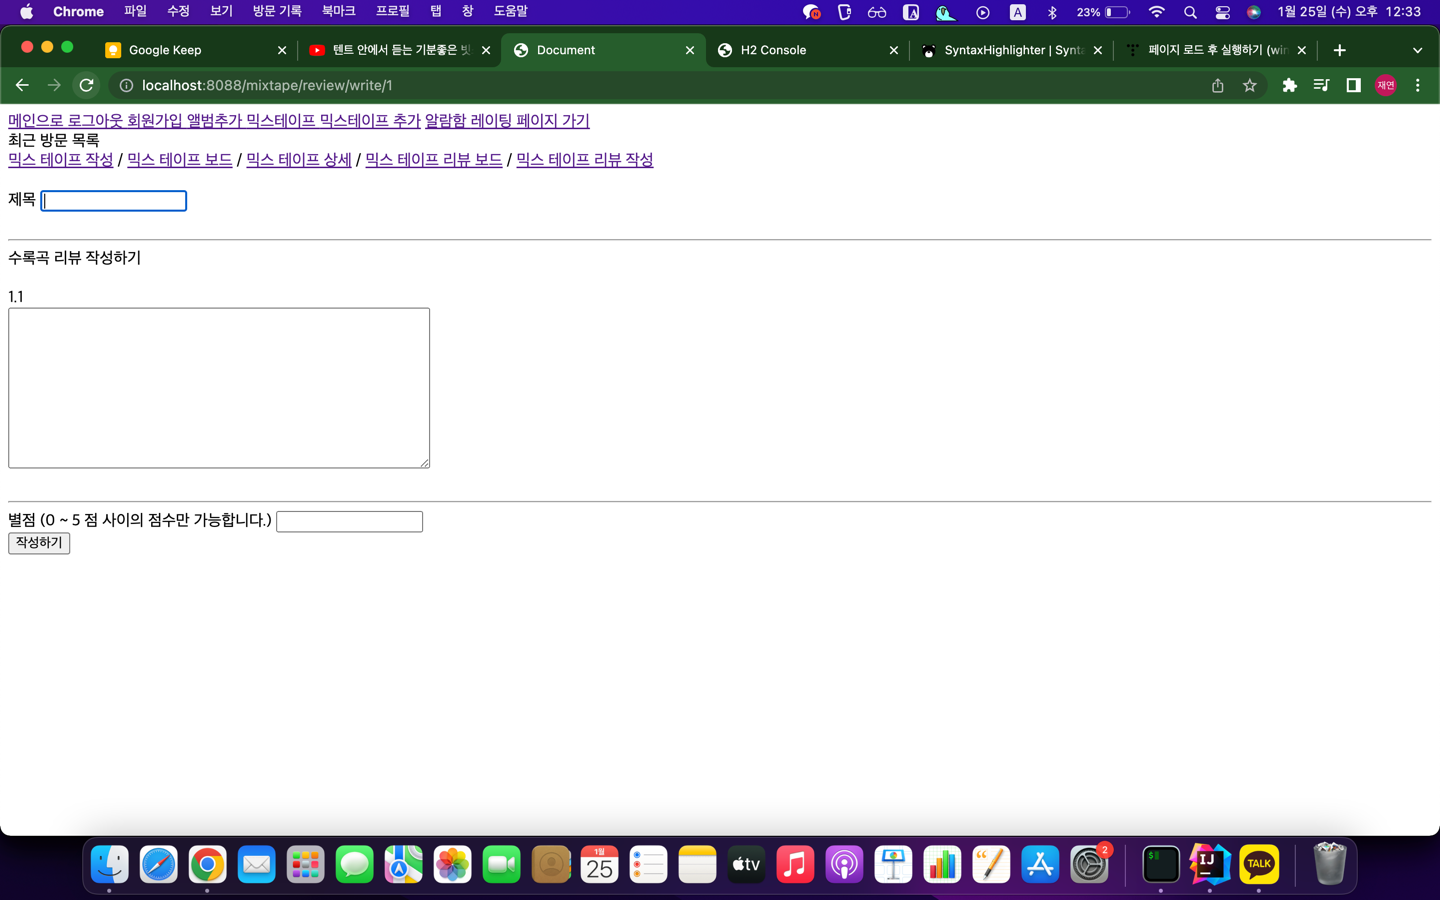 Chrome 파일 수정 보기 방문 기록 북마크 프로필 탭 창 도움말 A 23% 1월 25일 (수) 오후 12:33
Google Keep 텐트 안에서 듣는 기분좋은 Document H2 Console SyntaxHighlighter | Synta 페이지 로드 후 실행하기 (win
localhost:8088/mixtape/review/write/1 재연
메인으로 로그아웃 회원가입 앨범추가 믹스테이프 믹스테이프 추가 알람함 레이팅 페이지 가기
최근 방문 목록
믹스 테이프 작성 / 믹스 테이프 보드 / 믹스 테이프 상세 / 믹스 테이프 리뷰 보드 / 믹스 테이프 리뷰 작성
제목
수록곡 리뷰 작성하기
1.1
별점 (0 ~ 5 점 사이의 점수만 가능합니다.)
작성하기
1월
25
tv
2
$
IJ
TALK